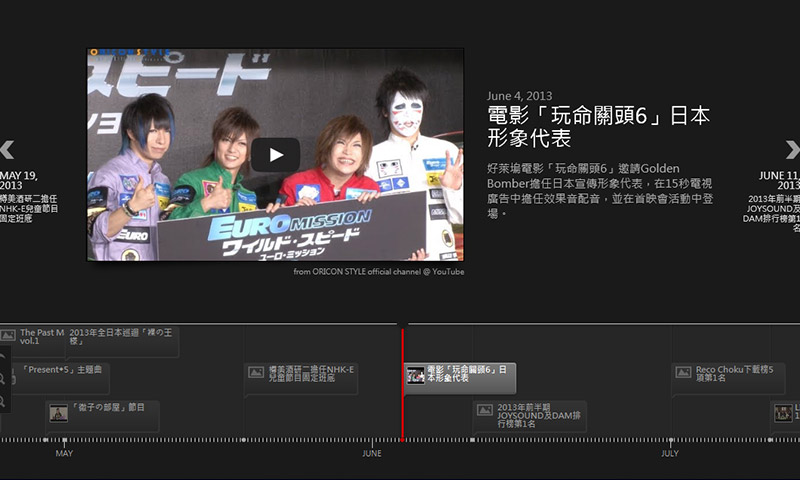 ORICON STYLE
スピード
EURO MISSION
ワイルド・スピード
ユーロ・ミッション
from ORICON STYLE official channel @ YouTube
June 4, 2013
電影「玩命關頭6」日本
形象代表
好萊塢電影「玩命關頭6」邀請Golden
Bomber擔任日本宣傳形象代表，在15秒電視
廣告中擔任效果音配音，並在首映會活動中登
場。
MAY 19,
2013
樽美酒研二擔任
NHK-E兒童節目
固定班底
JUNE 11,
2013
2013年前半期
JOYSOUND及
DAM排行榜第1
名
The Past M
vol.1
2013年全日本巡迴「裸の王
様」
「Present★S」主題曲
「徹子の部屋」節目
樽美酒研二擔任NHK-E
兒童節目固定班底
電影「玩命關頭6」日
本形象代表
2013年前半期
JOYSOUND及DAM排
行榜第1名
Reco Choku下載榜5
項第1名
MAY
JUNE
JULY